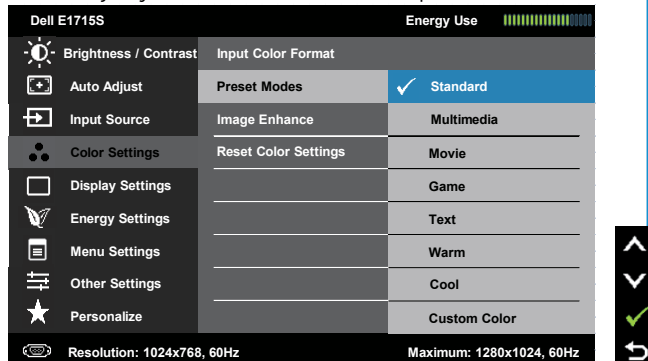 Dell E1715S Energy Use
Brightness / Contrast Input Color Format
Auto Adjust Preset Modes Standard
Input Source Image Enhance Multimedia
Color Settings Reset Color Settings Movie
Display Settings Game
Energy Settings Text
Menu Settings Warm
Other Settings Cool
Personalize Custom Color
Resolution: 1024x768, 60Hz Maximum: 1280x1024, 60Hz